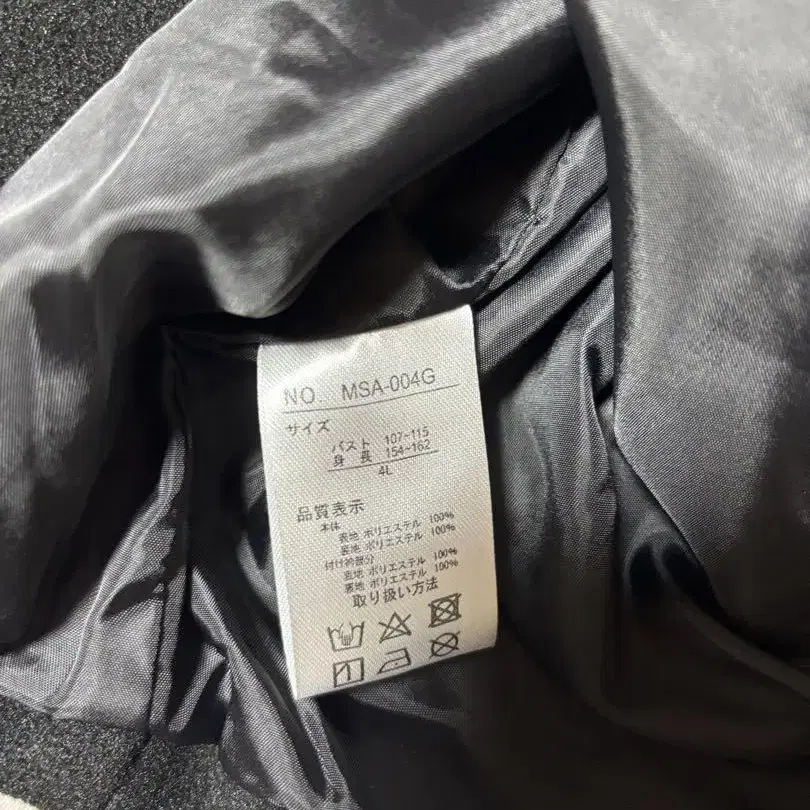 NO. MSA-004G
サイズ
バスト 107-115
身 長 154-162
4L
品質表示
本体
表地 ポリエステル 100%
裏地 ポリエステル 100%
付け衿部分
表地 ポリエステル 100%
裏地 ポリエステル 100%
取り扱い方法